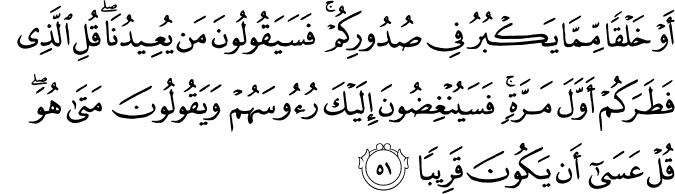 أَوۡ خَلۡقٗا مِّمَّا يَكۡبُرُ فِي صُدُورِكُمۡۚ فَسَيَقُولُونَ مَن يُعِيدُنَاۖ قُلِ ٱلَّذِي
فَطَرَكُمۡ أَوَّلَ مَرَّةٖۚ فَسَيُنۡغِضُونَ إِلَيۡكَ رُءُوسَهُمۡ وَيَقُولُونَ مَتَىٰ هُوَۖ
قُلۡ عَسَىٰٓ أَن يَكُونَ قَرِيبٗا ٥١